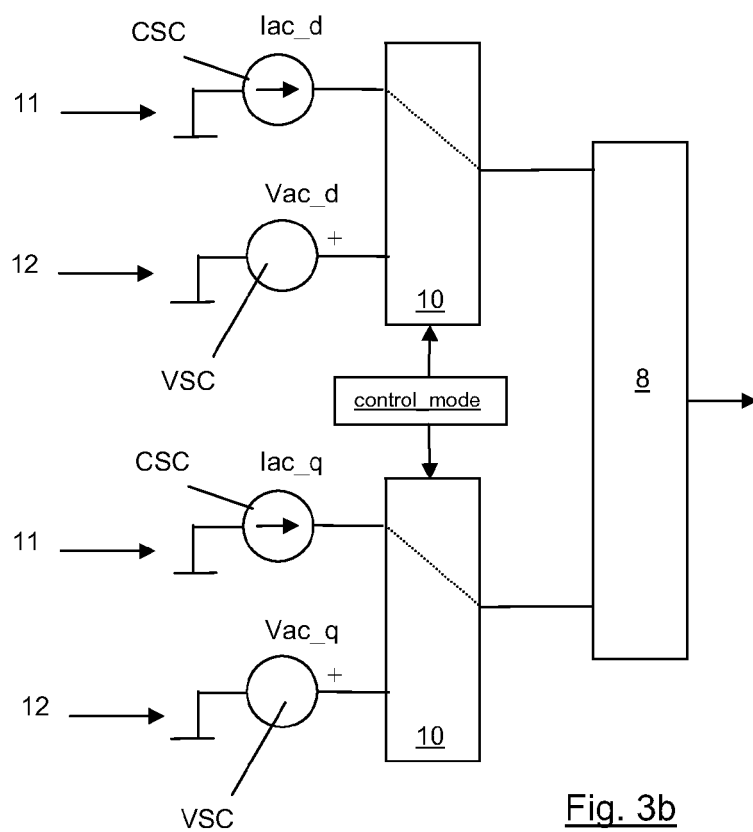 CSC
Iac_d
11
Vac_d
+
12
10
VSC
8
control_mode
CSC
Iac_q
11
Vac_q
+
12
10
VSC
Fig. 3b